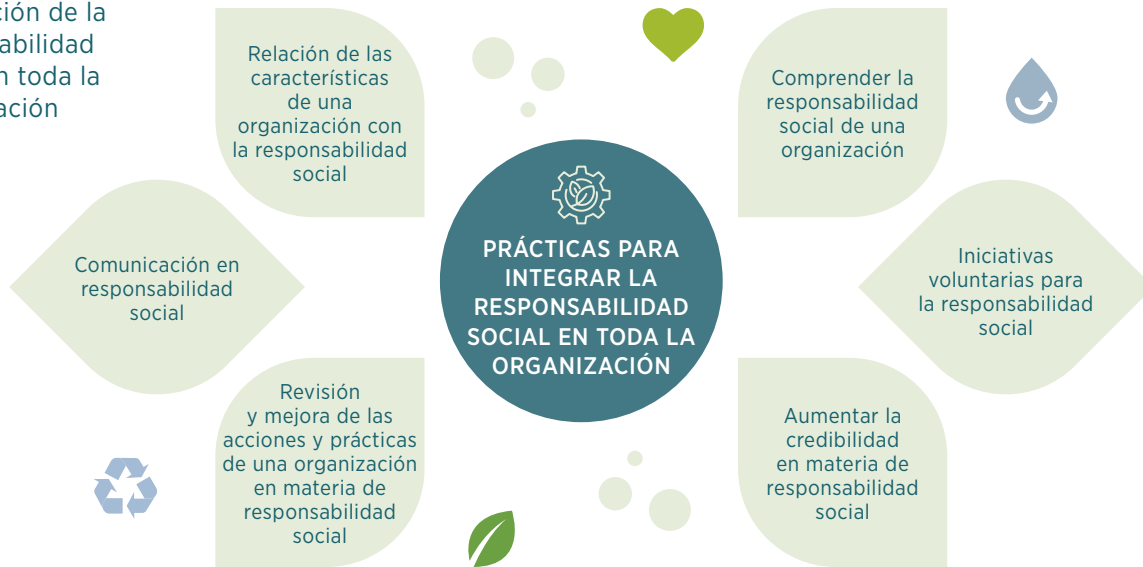 ción de la
abilidad
n toda la
ación
Relación de las
características
de una
organización con
la responsabilidad
social
Comprender la
responsabilidad
social de una
organización
Comunicación en
responsabilidad
social
PRÁCTICAS PARA
INTEGRAR LA
RESPONSABILIDAD
SOCIAL EN TODA LA
ORGANIZACIÓN
Iniciativas
voluntarias para
la responsabilidad
social
Revisión
y mejora de las
acciones y prácticas
de una organización
en materia de
responsabilidad
social
Aumentar la
credibilidad
en materia de
responsabilidad
social